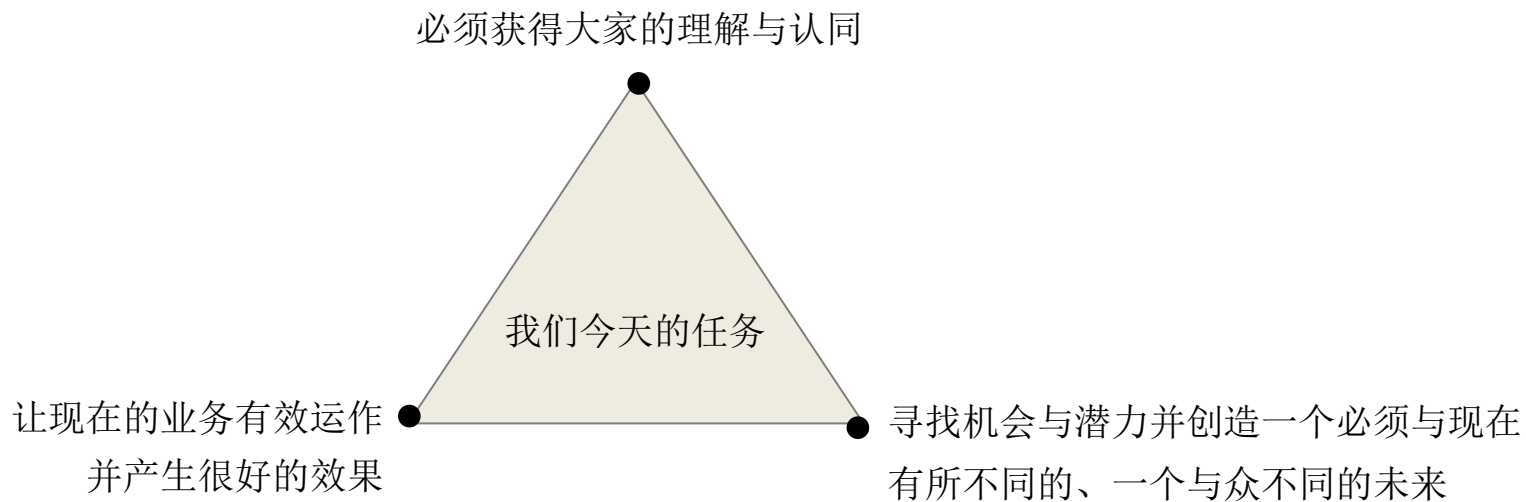 必须获得大家的理解与认同
我们今天的任务
让现在的业务有效运作
并产生很好的效果
寻找机会与潜力并创造一个必须与现在
有所不同的、一个与众不同的未来